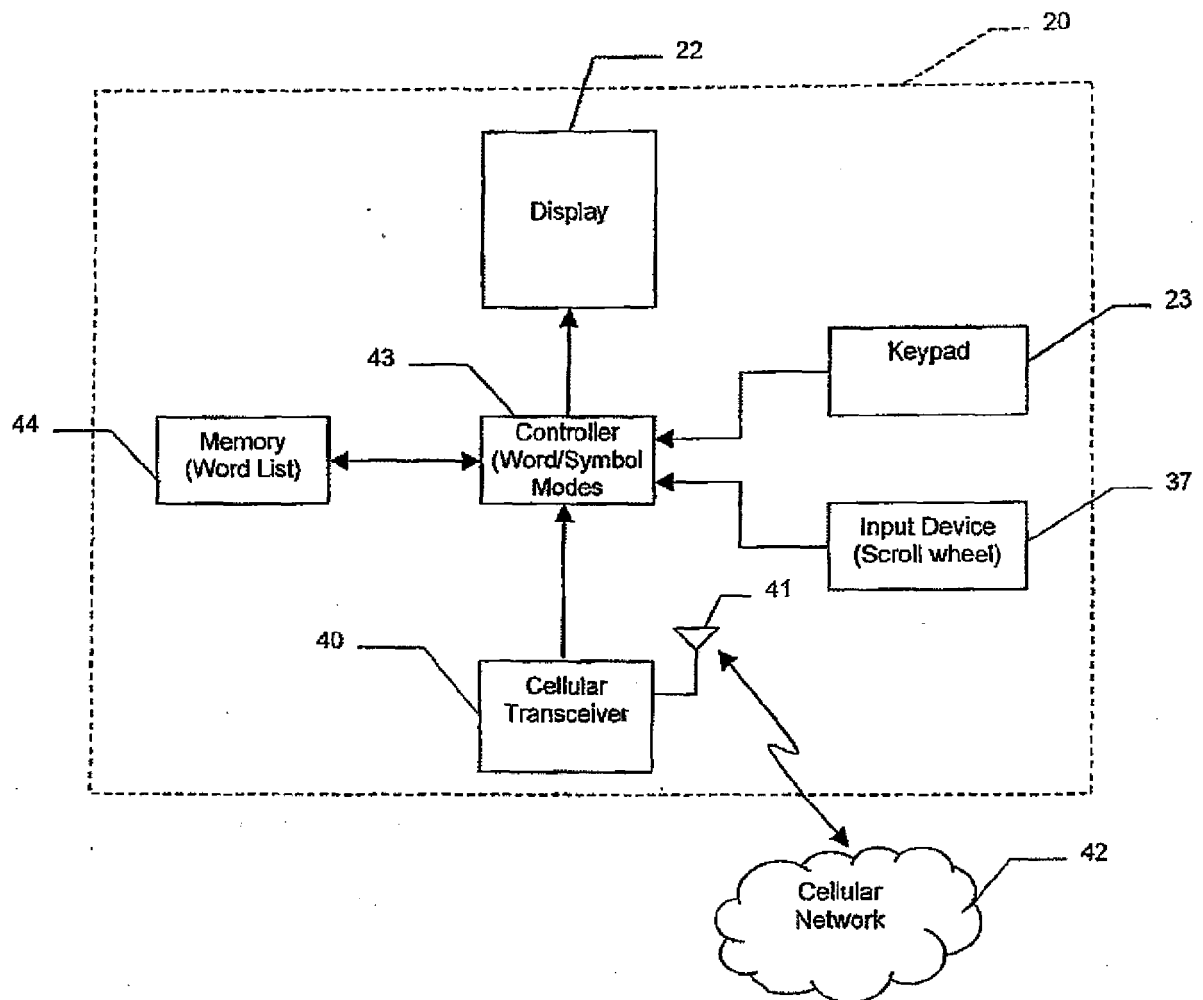 20
22
Display
23
Keypad
43
44
Memory
(Word List)
Controller
(Word/Symbol
Modes
37
Input Device
(Scroll wheel)
41
40
Cellular
Transceiver
42
Cellular
Network